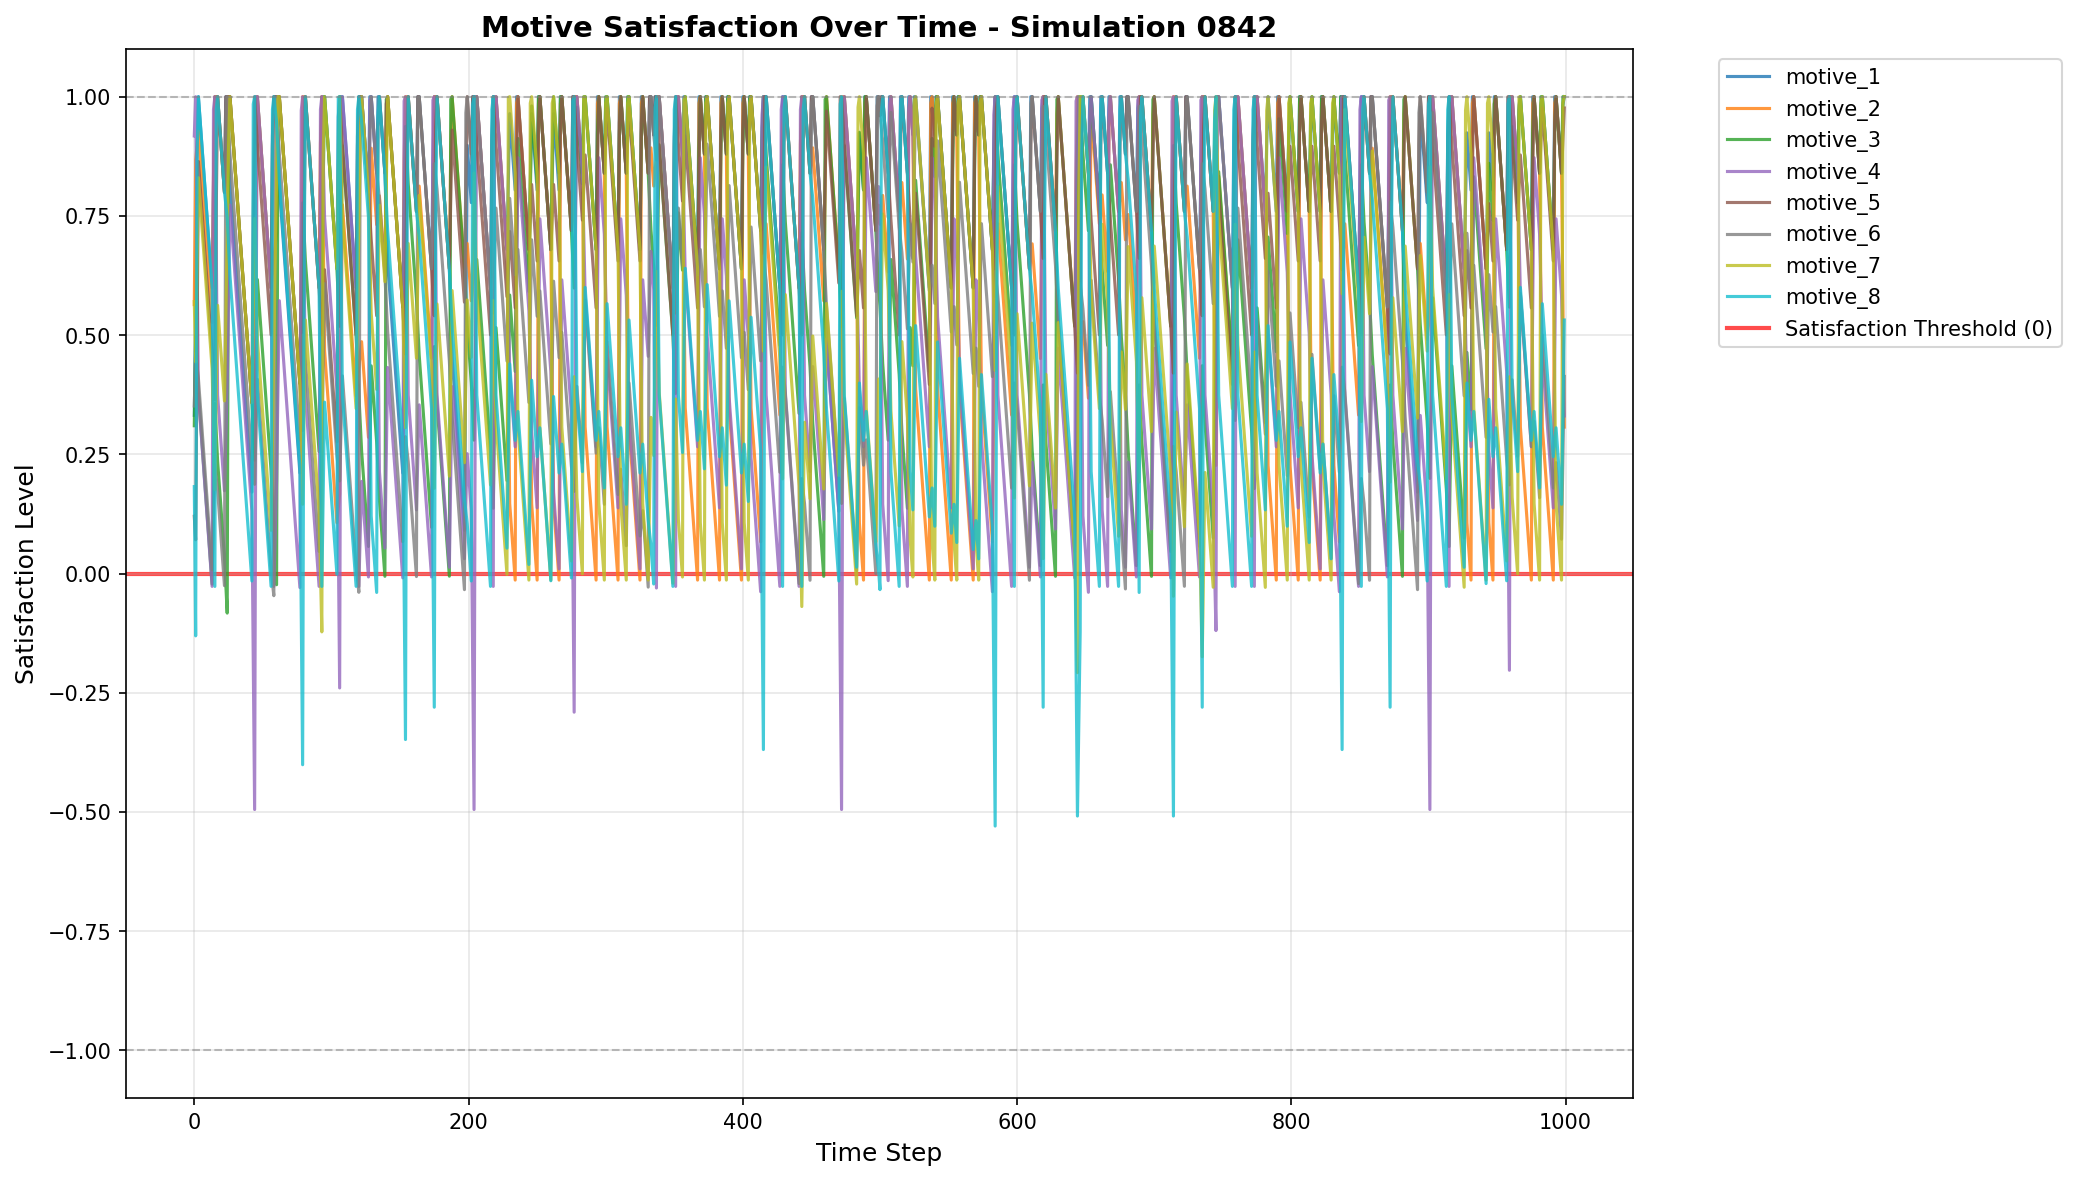 Motive Satisfaction Over Time - Simulation 0842
1.00
0.75
0.50
0.25
0.00
−0.25
−0.50
−0.75
−1.00
Satisfaction Level
0
200
400
600
800
1000
Time Step
motive_1
motive_2
motive_3
motive_4
motive_5
motive_6
motive_7
motive_8
Satisfaction Threshold (0)